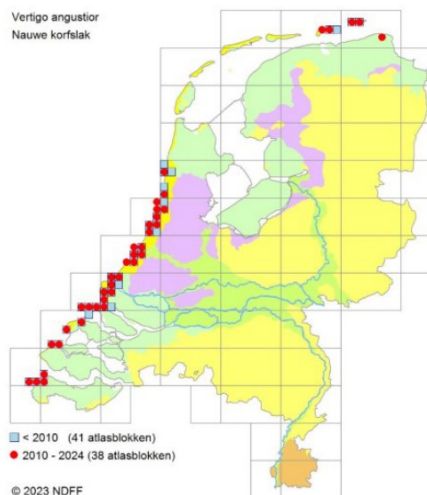 Vertigo angustior
Nauwe korfslak
< 2010 (41 atlasblokken)
2010 - 2024 (38 atlasblokken)
© 2023 NDFF